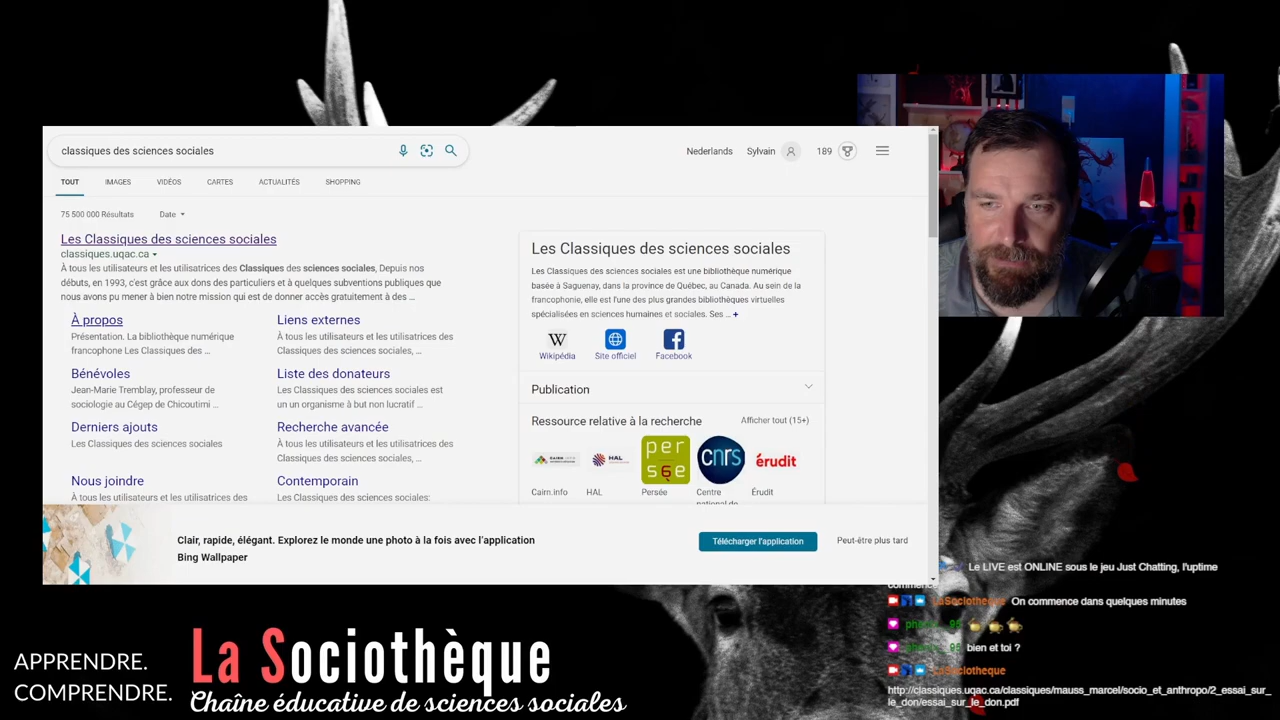 classiques des sciences sociales
Nederlands Sylvain 189
TOUT IMAGES VIDÉOS CARTES ACTUALITÉS SHOPPING
75 500 000 Résultats Date
Les Classiques des sciences sociales
classiques.uqac.ca
À tous les utilisateurs et les utilisatrices des Classiques des sciences sociales, Depuis nos
débuts, en 1993, c'est grâce aux dons des particuliers et à quelques subventions publiques que
nous avons pu mener à bien notre mission qui est de donner accès gratuitement à des ...
À propos
Présentation. La bibliothèque numérique
francophone Les Classiques des ...
Liens externes
À tous les utilisateurs et les utilisatrices des
Classiques des sciences sociales, ...
Bénévoles
Jean-Marie Tremblay, professeur de
sociologie au Cégep de Chicoutimi ...
Liste des donateurs
Les Classiques des sciences sociales est
un un organisme à but non lucratif ...
Derniers ajouts
Les Classiques des sciences sociales
Recherche avancée
À tous les utilisateurs et les utilisatrices des
Classiques des sciences sociales, ...
Nous joindre
À tous les utilisateurs et les utilisatrices des
Contemporain
Les Classiques des sciences sociales:
Les Classiques des sciences sociales
Les Classiques des sciences sociales est une bibliothèque numérique
basée à Saguenay, dans la province de Québec, au Canada. Au sein de la
francophonie, elle est l'une des plus grandes bibliothèques virtuelles
spécialisées en sciences humaines et sociales. Ses ... +
W
Wikipédia Site officiel Facebook
Publication
Ressource relative à la recherche Afficher tout (15+)
CAIRN.INFO HAL persée cnrs érudit
Cairn.info HAL Persée Centre Érudit
national de
Clair, rapide, élégant. Explorez le monde une photo à la fois avec l'application
Bing Wallpaper
Télécharger l'application Peut-être plus tard
Le LIVE est ONLINE sous le jeu Just Chatting, l'uptime
commence
LaSociotheque On commence dans quelques minutes
bien et toi ?
LaSociotheque
http://classiques.uqac.ca/classiques/mauss_marcel/socio_et_anthropo/2_essai_sur_
le_don/essai_sur_le_don.pdf
APPRENDRE.
COMPRENDRE.
La Sociothèque
Chaîne éducative de sciences sociales